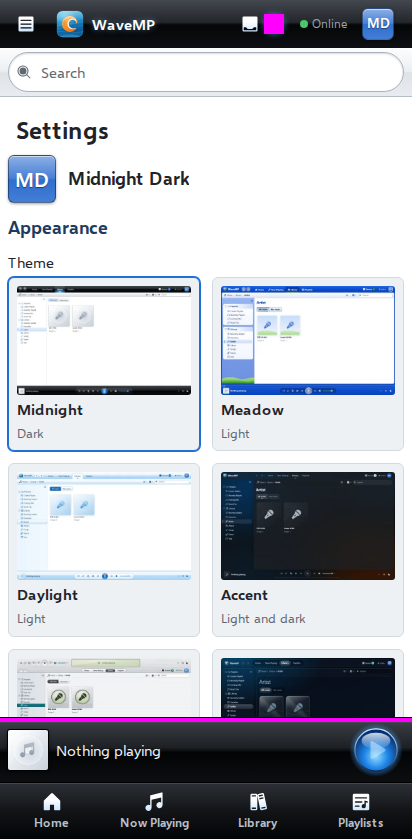 WaveMP
Online
MD
Search
Settings
MD
Midnight Dark
Appearance
Theme
Midnight
Dark
Meadow
Light
Daylight
Light
Accent
Light and dark
Nothing playing
Home
Now Playing
Library
Playlists